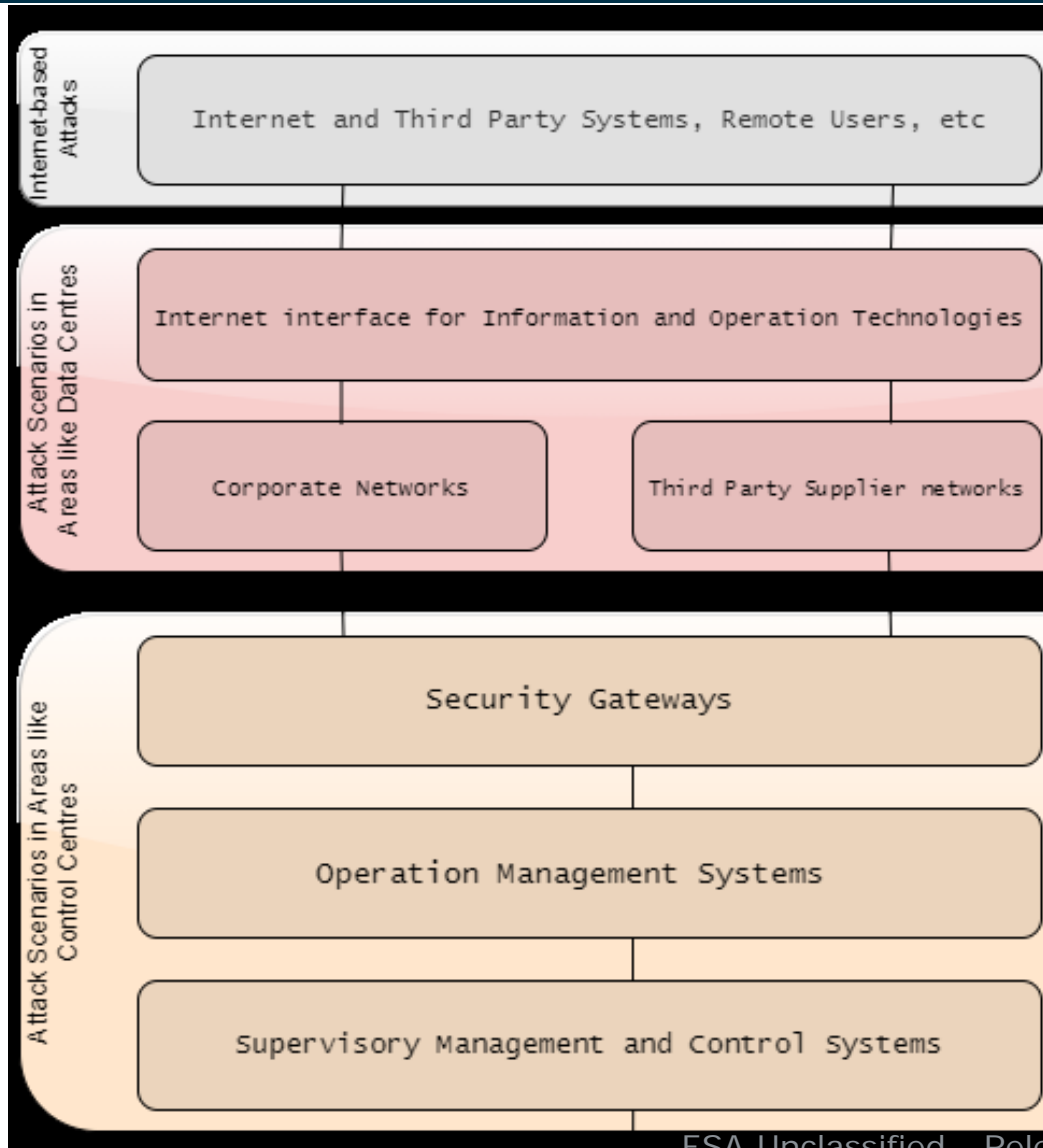 Internet-based
Attacks
Internet and Third Party Systems, Remote Users, etc
Attack Scenarios in
Areas like Data Centres
Internet interface for Information and Operation Technologies
Corporate Networks
Third Party Supplier networks
Attack Scenarios in Areas like
Control Centres
Security Gateways
Operation Management Systems
Supervisory Management and Control Systems
ESA Unclassified